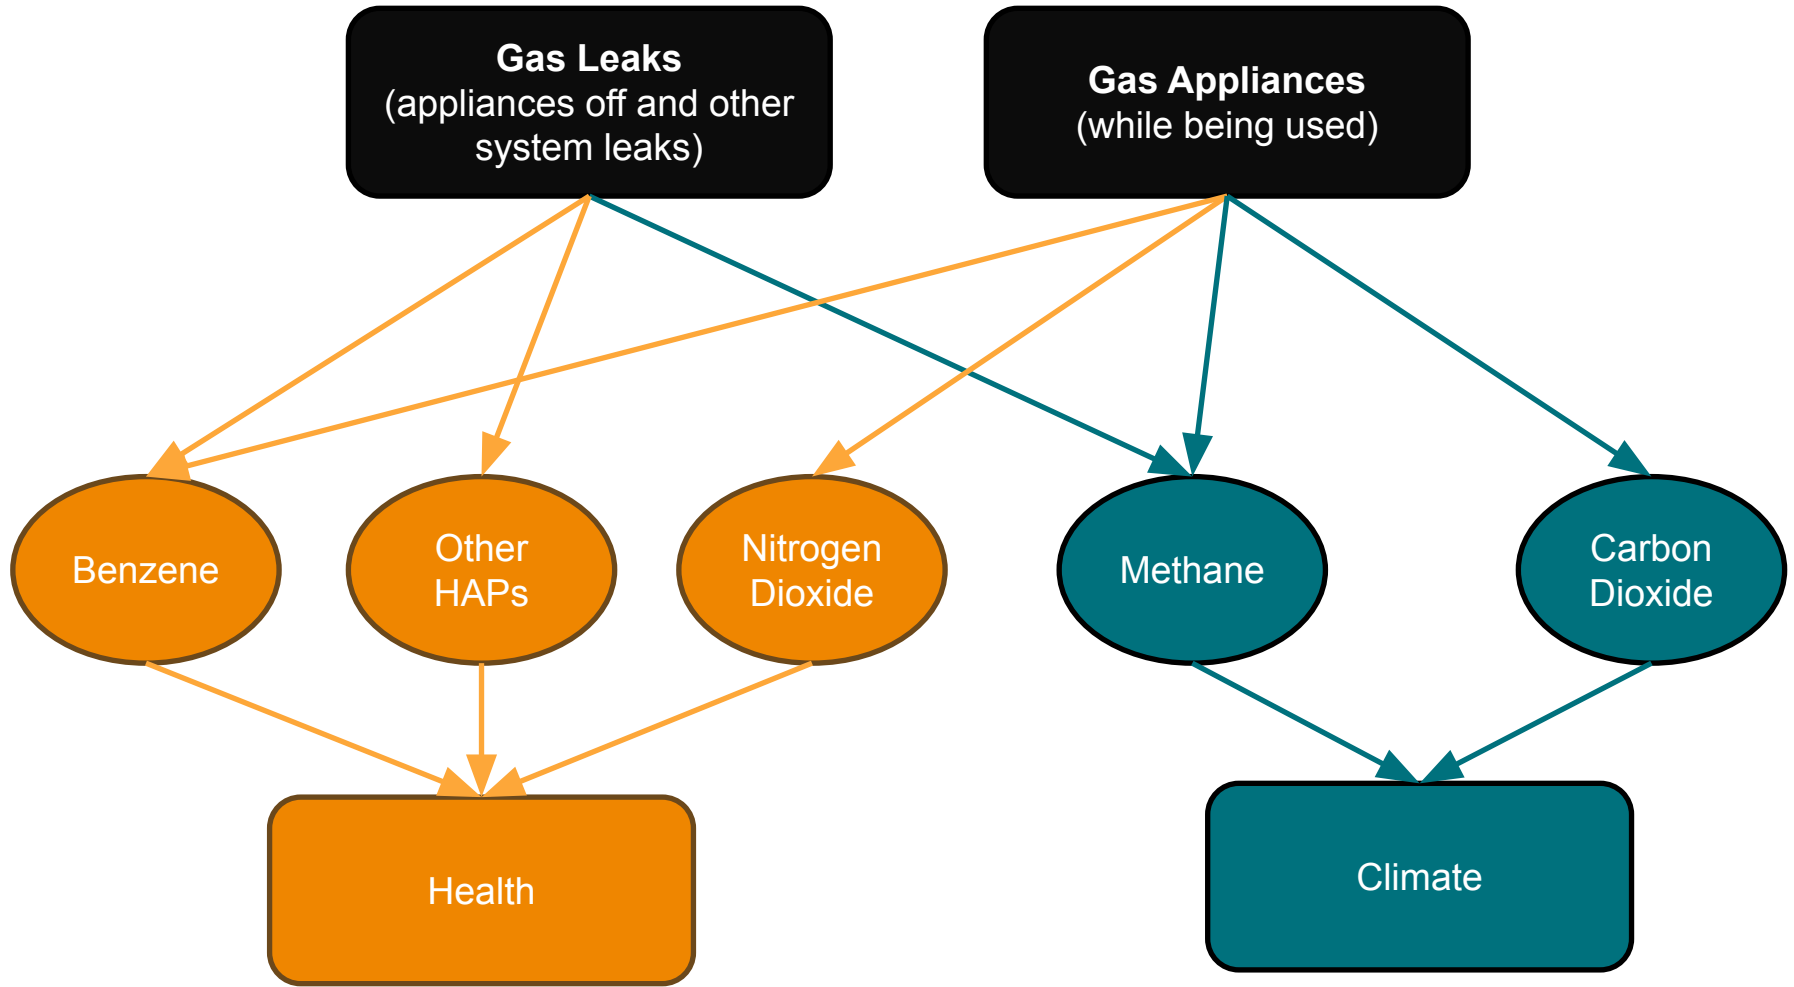 Gas Leaks
(appliances off and other
system leaks)
Gas Appliances
(while being used)
Benzene
Other
HAPs
Nitrogen
Dioxide
Methane
Carbon
Dioxide
Health
Climate